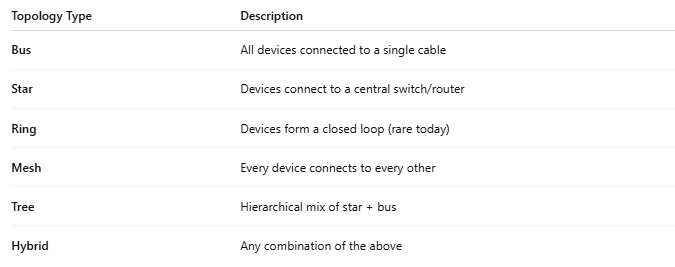 Topology Type Description
Bus All devices connected to a single cable
Star Devices connect to a central switch/router
Ring Devices form a closed loop (rare today)
Mesh Every device connects to every other
Tree Hierarchical mix of star + bus
Hybrid Any combination of the above